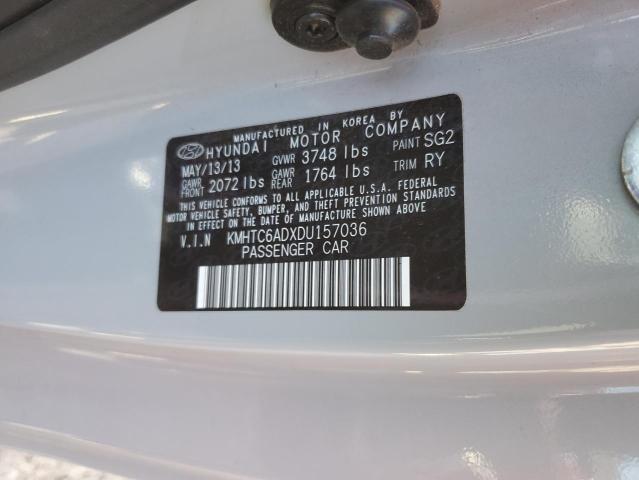 MANUFACTURED IN KOREA BY
HYUNDAI MOTOR COMPANY
MAY/13/13 GVWR 3748 lbs PAINT SG2
GAWR FRONT 2072 lbs GAWR REAR 1764 lbs TRIM RY
THIS VEHICLE CONFORMS TO ALL APPLICABLE U.S.A. FEDERAL
MOTOR VEHICLE SAFETY, BUMPER, AND THEFT PREVENTION STANDARDS
IN EFFECT ON THE DATE OF MANUFACTURE SHOWN ABOVE.
V.I.N KMHTC6ADXDU157036
PASSENGER CAR